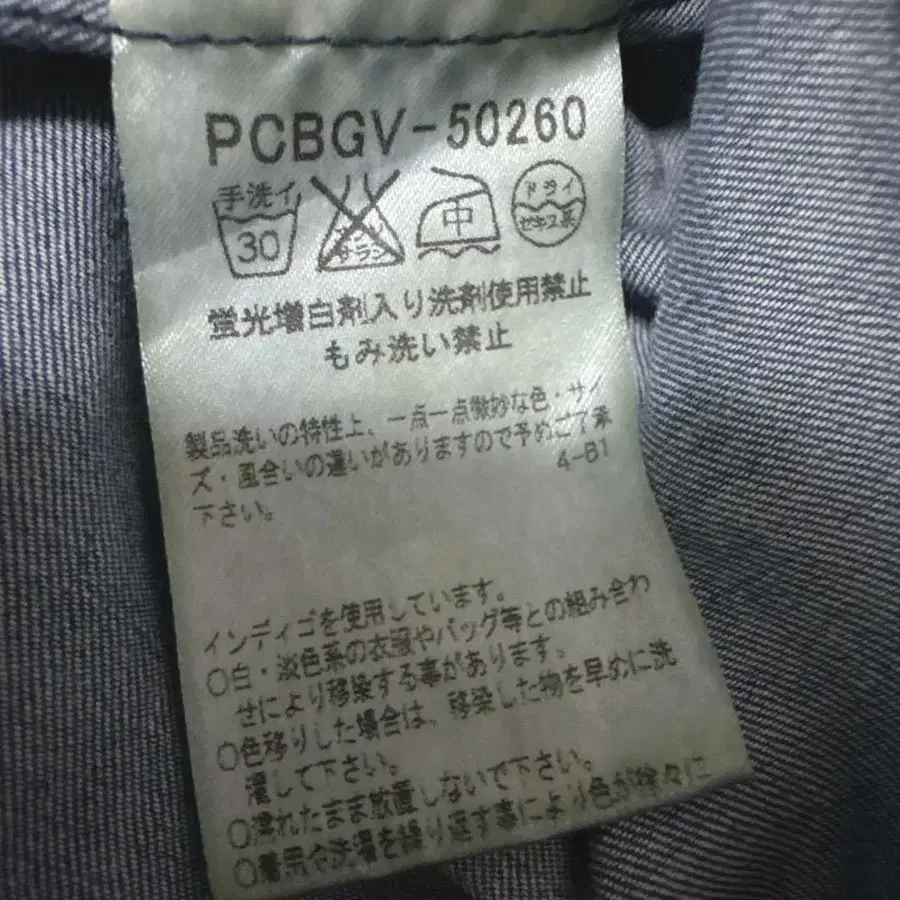 PCBGV-50260
手洗イ 30 エンソ サラシ 中 ドライ セキユ系
蛍光増白剤入り洗剤使用禁止
もみ洗い禁止
製品洗いの特性上、一点一点微妙な色・サイ
ズ・風合いの違いがありますので予めご了承
下さい。
4-B1
インディゴを使用しています。
○白・淡色系の衣服やバッグ等との組み合わ
せにより移染する事があります。
○色移りした場合は、移染した物を早めに洗
濯して下さい。
○濡れたまま放置しないで下さい。
○着用や洗濯を繰り返す事により色が徐々に